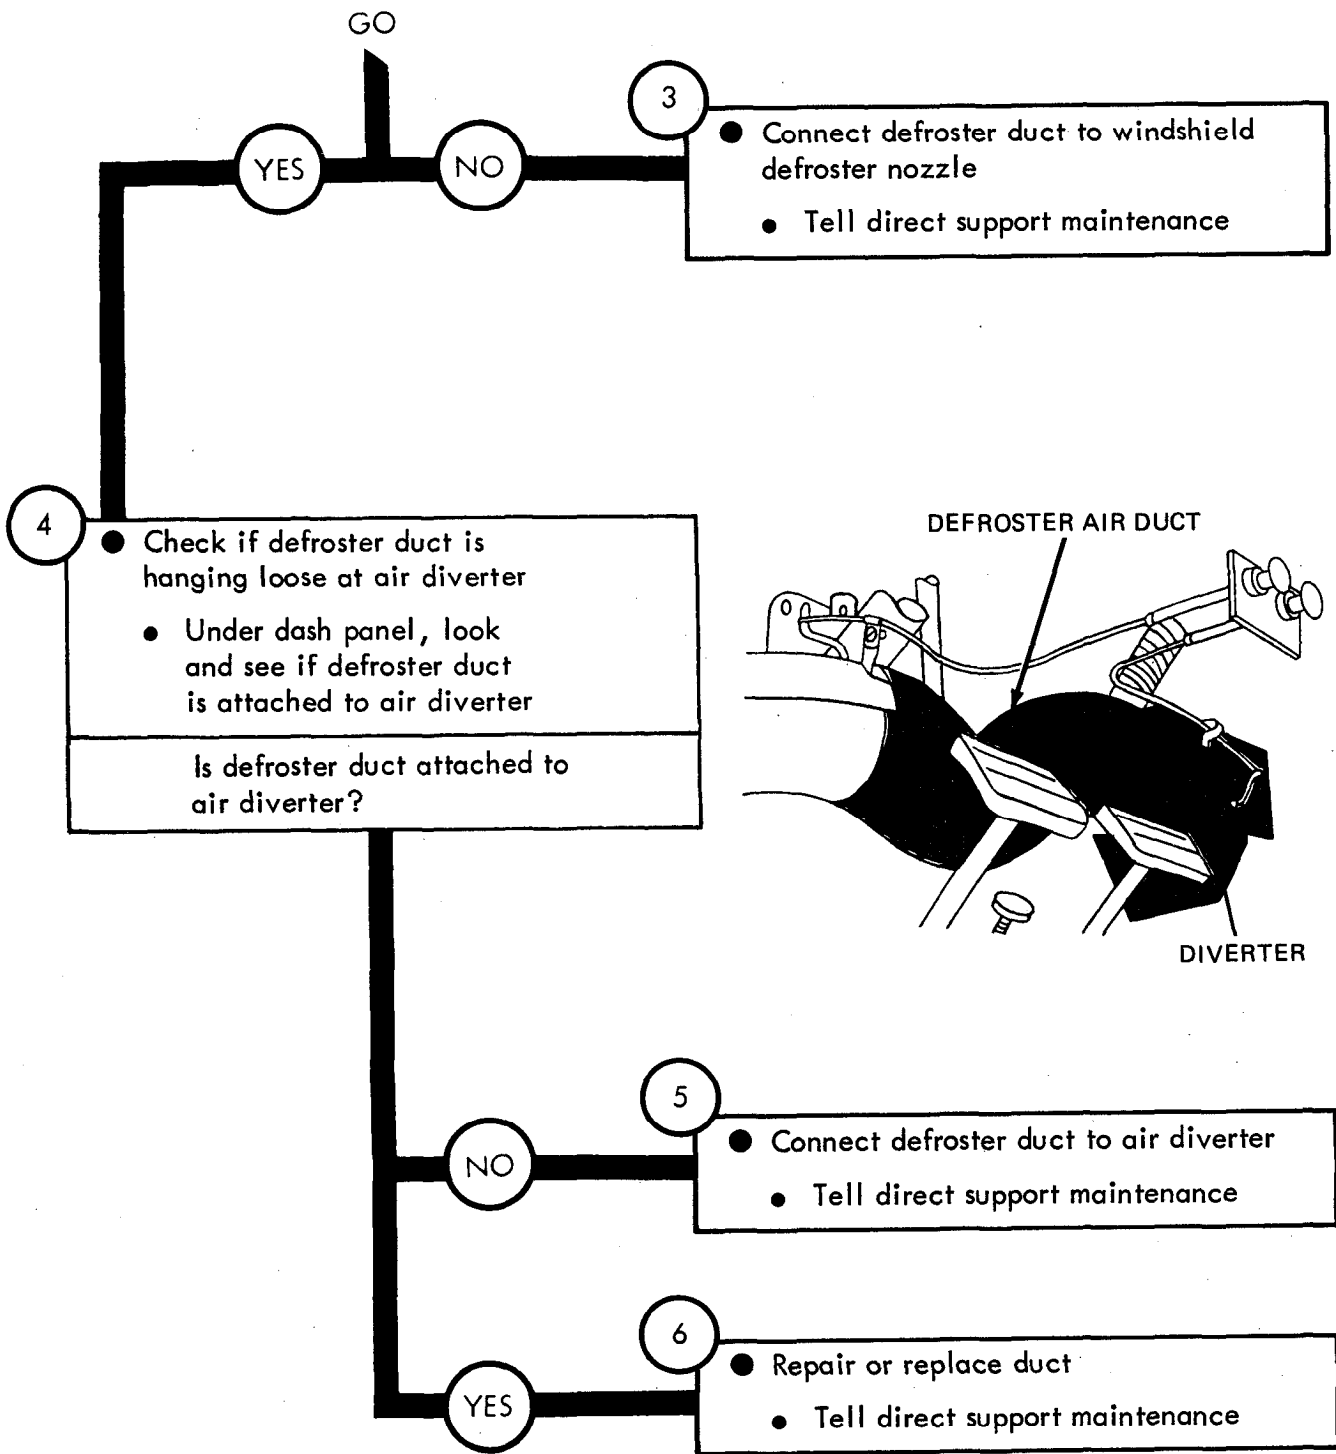 GO
YES
NO
3
● Connect defroster duct to windshield
defroster nozzle
● Tell direct support maintenance
4
● Check if defroster duct is
hanging loose at air diverter
● Under dash panel, look
and see if defroster duct
is attached to air diverter
Is defroster duct attached to
air diverter?
DEFROSTER AIR DUCT
DIVERTER
NO
5
● Connect defroster duct to air diverter
● Tell direct support maintenance
YES
6
● Repair or replace duct
● Tell direct support maintenance